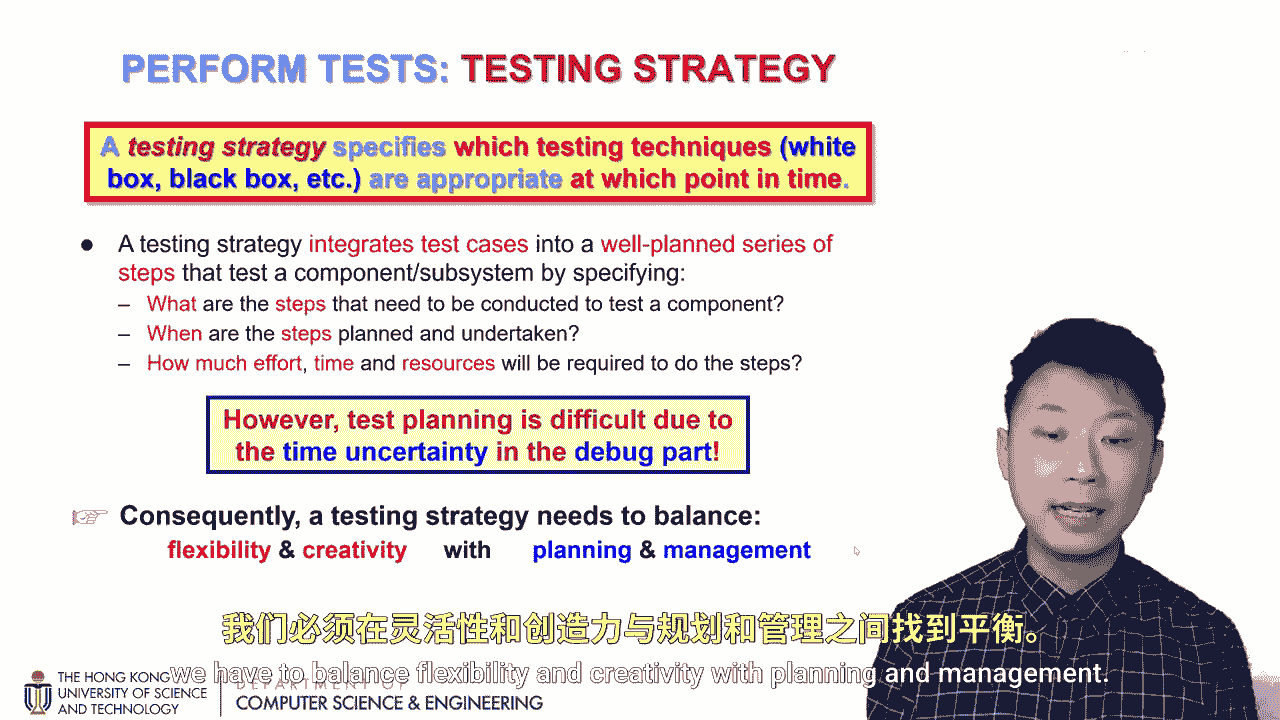 PERFORM TESTS: TESTING STRATEGY
A testing strategy specifies which testing techniques (white
box, black box, etc.) are appropriate at which point in time.
● A testing strategy integrates test cases into a well-planned series of
steps that test a component/subsystem by specifying:
– What are the steps that need to be conducted to test a component?
– When are the steps planned and undertaken?
– How much effort, time and resources will be required to do the steps?
However, test planning is difficult due to
the time uncertainty in the debug part!
☞ Consequently, a testing strategy needs to balance:
flexibility & creativity with planning & management
我们必须在灵活性和创造力与规划和管理之间找到平衡。
we have to balance flexibility and creativity with planning and management.
THE HONG KONG
UNIVERSITY OF SCIENCE
AND TECHNOLOGY
DEPARTMENT OF
COMPUTER SCIENCE & ENGINEERING